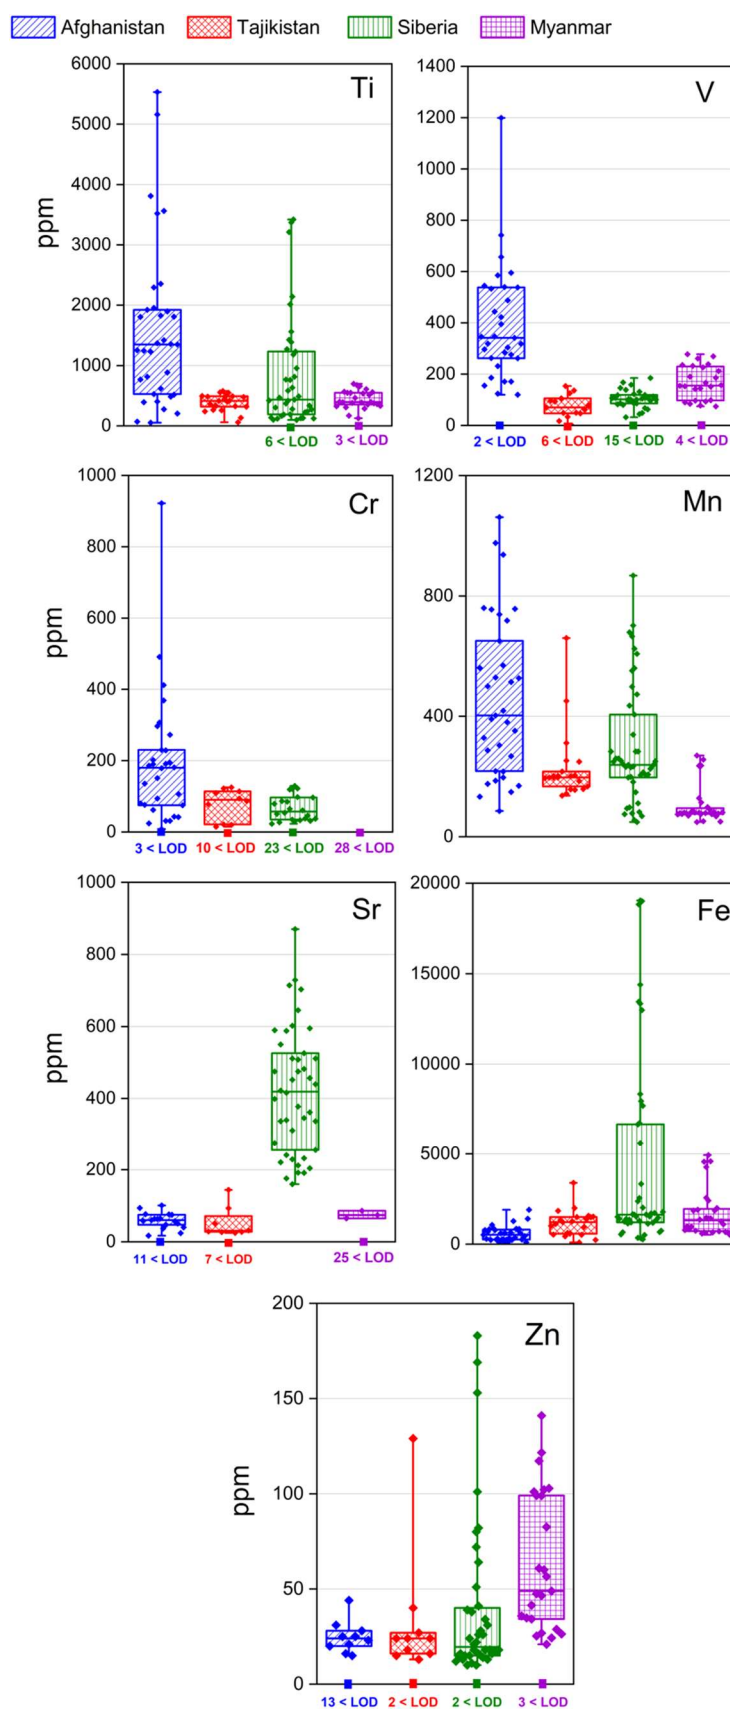 Afghanistan Tajikistan Siberia Myanmar
6000 Ti 1400 V
5000 1200
4000 1000
ppm 800
3000 600
2000 400
1000 200
0 0
6 < LOD 3 < LOD 2 < LOD 6 < LOD 15 < LOD 4 < LOD
1000 Cr 1200 Mn
800
ppm 600 800
400 400
200
0 0
3 < LOD 10 < LOD 23 < LOD 28 < LOD
1000 Sr 20000 Fe
800 15000
ppm 600 10000
400
200 5000
0 0
11 < LOD 7 < LOD 25 < LOD
200 Zn
150
ppm 100
50
0
13 < LOD 2 < LOD 2 < LOD 3 < LOD